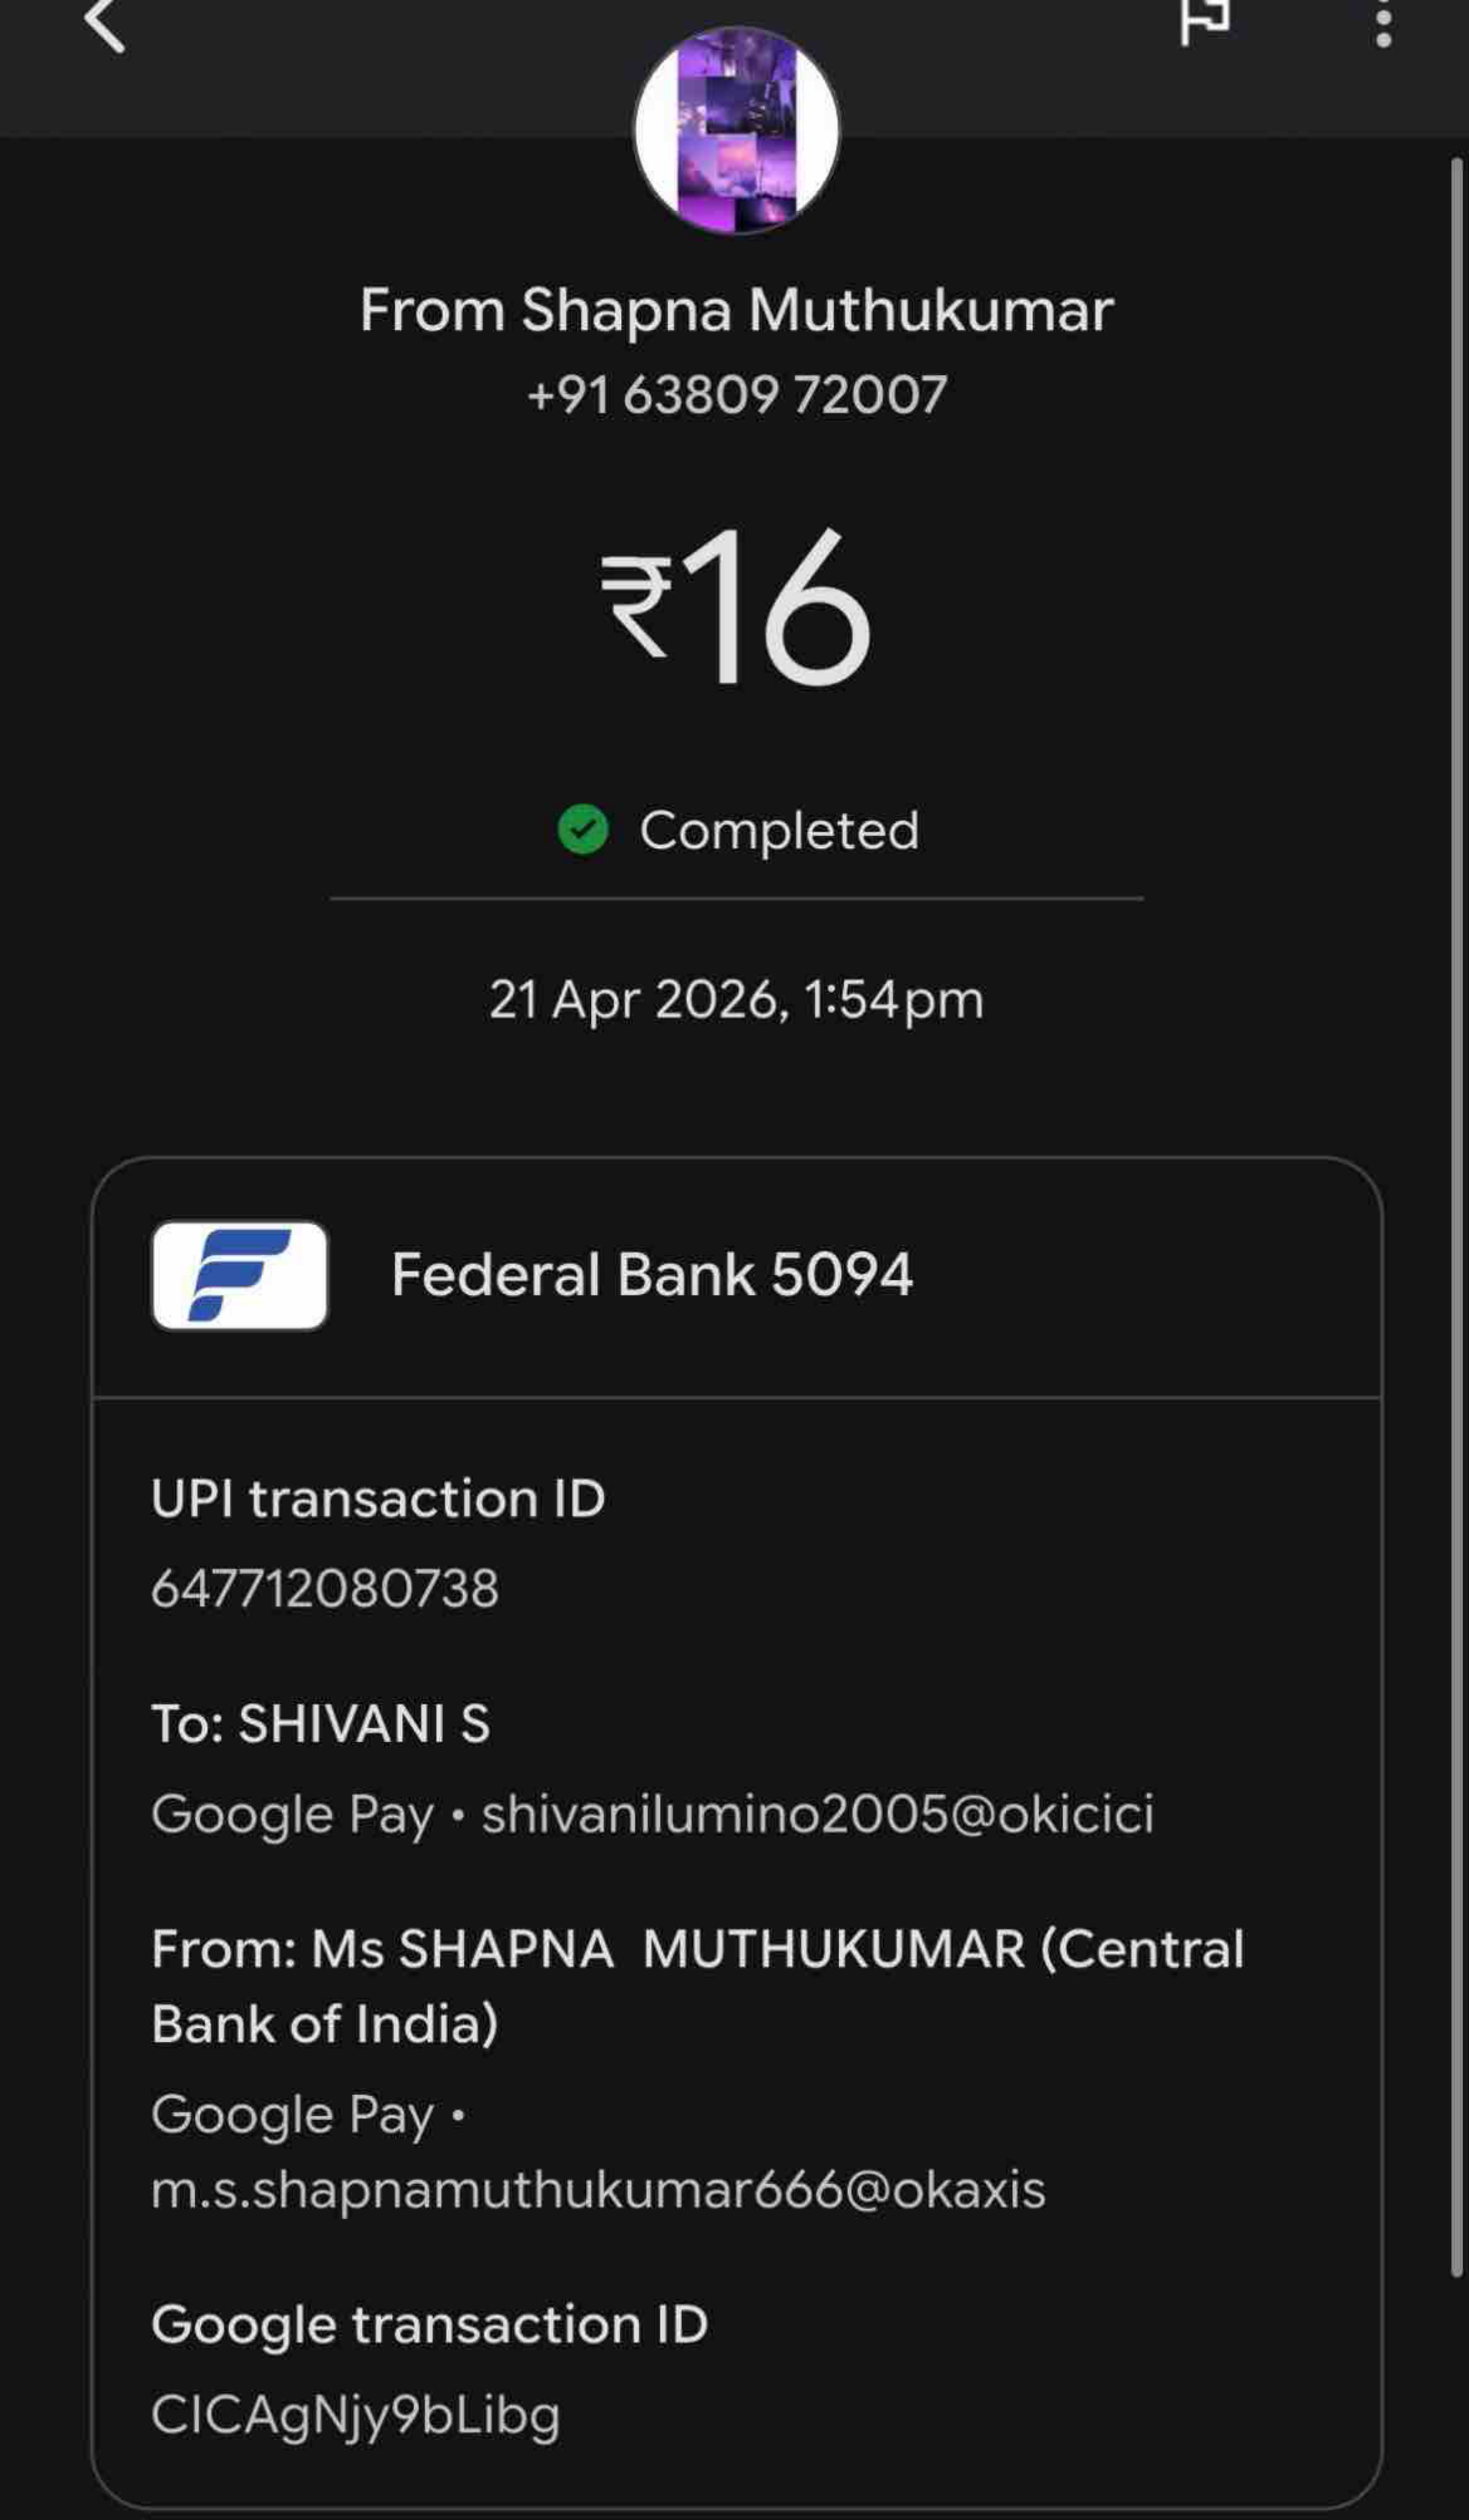 From Shapna Muthukumar
+91 63809 72007
₹16
Completed
21 Apr 2026, 1:54pm
Federal Bank 5094
UPI transaction ID
647712080738
To: SHIVANI S
Google Pay • shivanilumino2005@okicici
From: Ms SHAPNA  MUTHUKUMAR (Central
Bank of India)
Google Pay •
m.s.shapnamuthukumar666@okaxis
Google transaction ID
CICAgNjy9bLibg